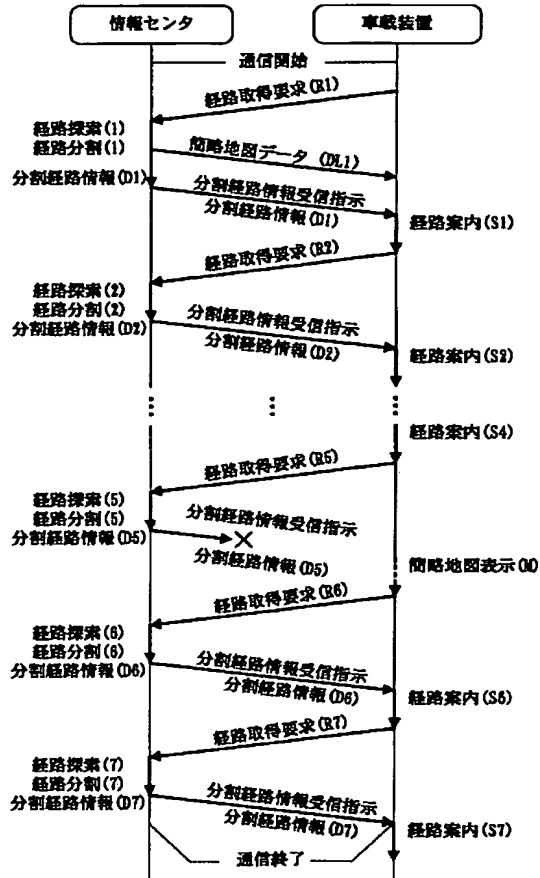 情報センタ
車載装置
通信開始
経路取得要求(R1)
経路探索(1)
経路分割(1)
簡略地図データ (DL1)
分割経路情報(D1)
分割経路情報受信指示
分割経路情報(D1)
経路案内(S1)
経路取得要求(R2)
経路探索(2)
経路分割(2)
分割経路情報(D2)
分割経路情報受信指示
分割経路情報(D2)
経路案内(S2)
経路案内(S4)
経路取得要求(R5)
経路探索(5)
経路分割(5)
分割経路情報(D5)
分割経路情報受信指示
分割経路情報(D5)
簡略地図表示(M)
経路取得要求(R6)
経路探索(6)
経路分割(6)
分割経路情報(D6)
分割経路情報受信指示
分割経路情報(D6)
経路案内(S6)
経路取得要求(R7)
経路探索(7)
経路分割(7)
分割経路情報(D7)
分割経路情報受信指示
分割経路情報(D7)
経路案内(S7)
通信終了